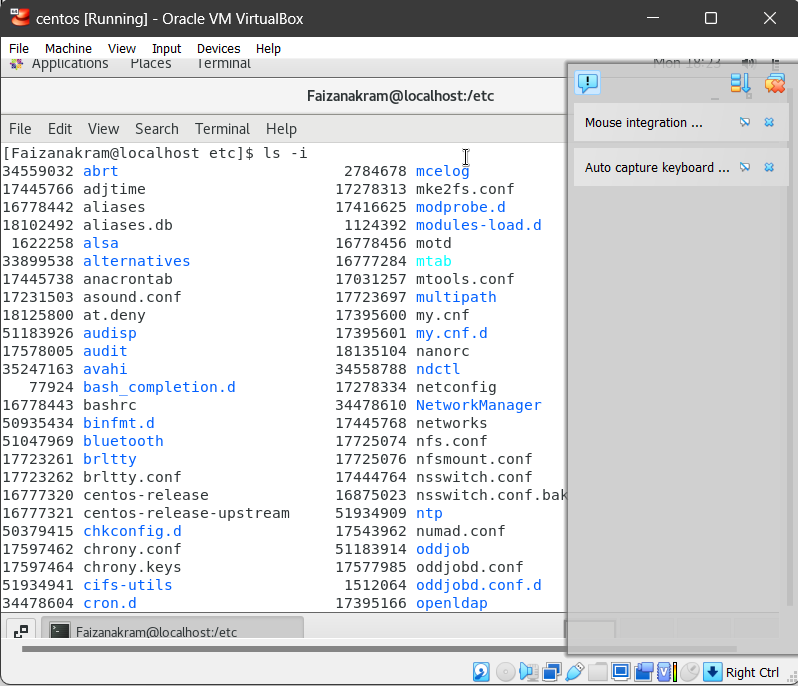 centos [Running] - Oracle VM VirtualBox
File Machine View Input Devices Help
Applications Places Terminal Mon 18:23
Faizanakram@localhost:/etc
File Edit View Search Terminal Help
Mouse integration ...
Auto capture keyboard ...
[Faizanakram@localhost etc]$ ls -i
34559032 abrt 2784678 mcelog
17445766 adjtime 17278313 mke2fs.conf
16778442 aliases 17416625 modprobe.d
18102492 aliases.db 1124392 modules-load.d
1622258 alsa 16778456 motd
33899538 alternatives 16777284 mtab
17445738 anacrontab 17031257 mtools.conf
17231503 asound.conf 17723697 multipath
18125800 at.deny 17395600 my.cnf
51183926 audisp 17395601 my.cnf.d
17578005 audit 18135104 nanorc
35247163 avahi 34558788 ndctl
77924 bash_completion.d 17278334 netconfig
16778443 bashrc 34478610 NetworkManager
50935434 binfmt.d 17445768 networks
51047969 bluetooth 17725074 nfs.conf
17723261 brltty 17725076 nfsmount.conf
17723262 brltty.conf 17444764 nsswitch.conf
16777320 centos-release 16875023 nsswitch.conf.bak
16777321 centos-release-upstream 51934909 ntp
50379415 chkconfig.d 17543962 numad.conf
17597462 chrony.conf 51183914 oddjob
17597464 chrony.keys 17577985 oddjobd.conf
51934941 cifs-utils 1512064 oddjobd.conf.d
34478604 cron.d 17395166 openldap
Faizanakram@localhost:/etc
Right Ctrl